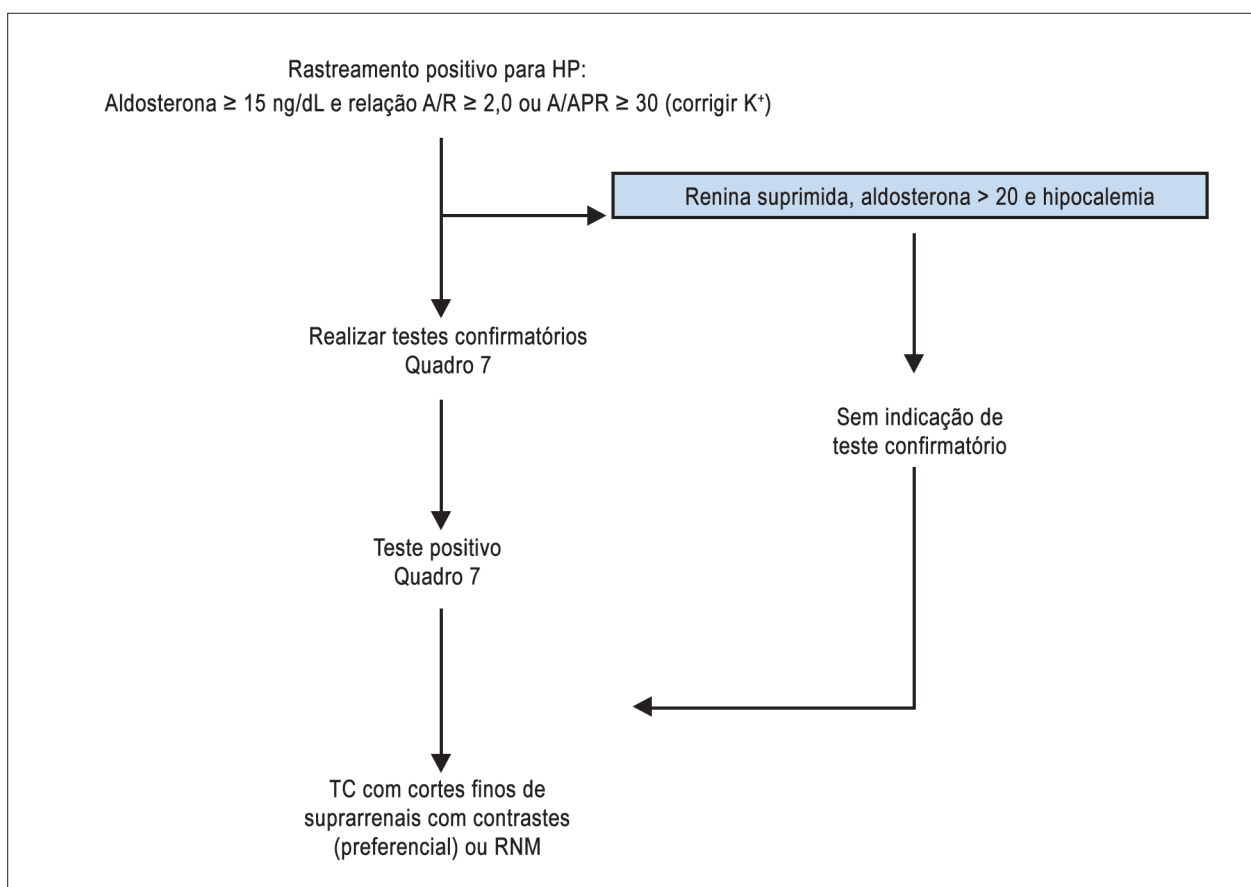 Rastreamento positivo para HP:
Aldosterona ≥ 15 ng/dL e relação A/R ≥ 2,0 ou A/APR ≥ 30 (corrigir K⁺)
Renina suprimida, aldosterona > 20 e hipocalemia
Realizar testes confirmatórios
Quadro 7
Sem indicação de
teste confirmatório
Teste positivo
Quadro 7
TC com cortes finos de
suprarrenais com contrastes
(preferencial) ou RNM